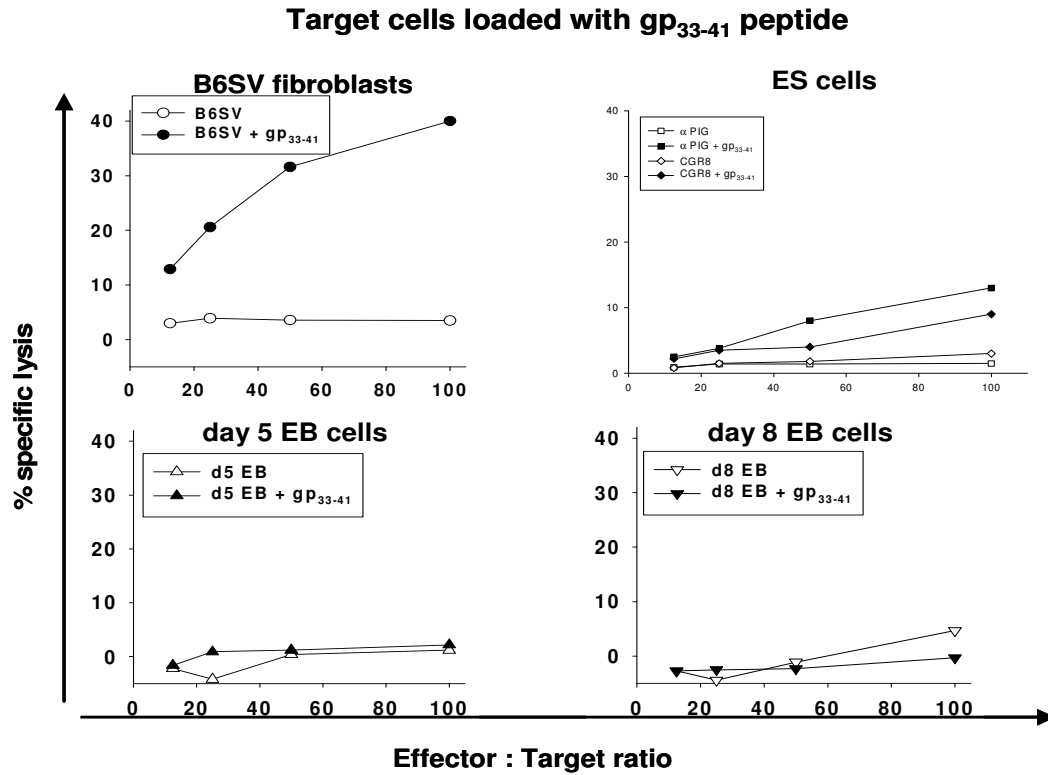 Target cells loaded with gp33-41 peptide
B6SV fibroblasts
B6SV
B6SV + gp33-41
40
30
20
10
0
0 20 40 60 80 100
ES cells
α PIG
α PIG + gp33-41
CGR8
CGR8 + gp33-41
40
30
20
10
0
0 20 40 60 80 100
% specific lysis
day 5 EB cells
d5 EB
d5 EB + gp33-41
40
30
20
10
0
0 20 40 60 80 100
day 8 EB cells
d8 EB
d8 EB + gp33-41
40
30
20
10
0
0 20 40 60 80 100
Effector : Target ratio